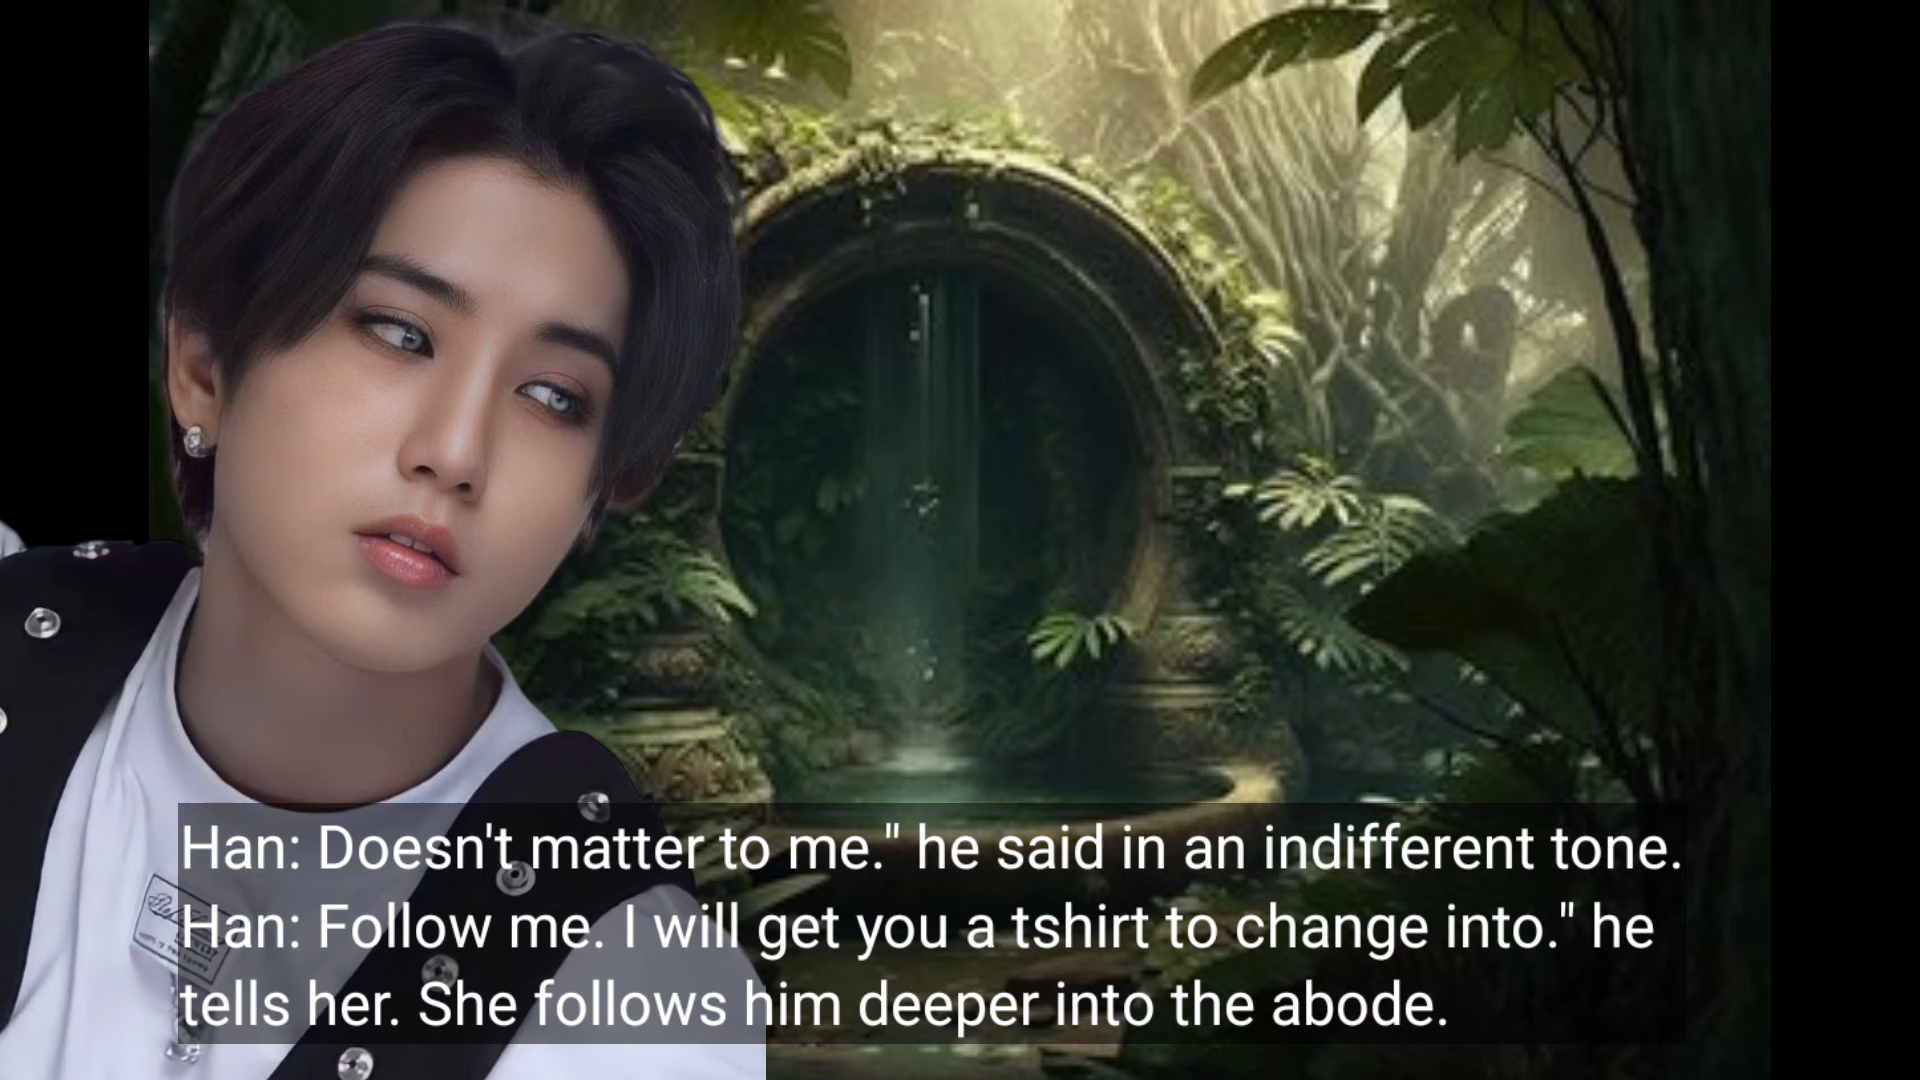 Han: Doesn't matter to me." he said in an indifferent tone.
Han: Follow me. I will get you a tshirt to change into." he
tells her. She follows him deeper into the abode.